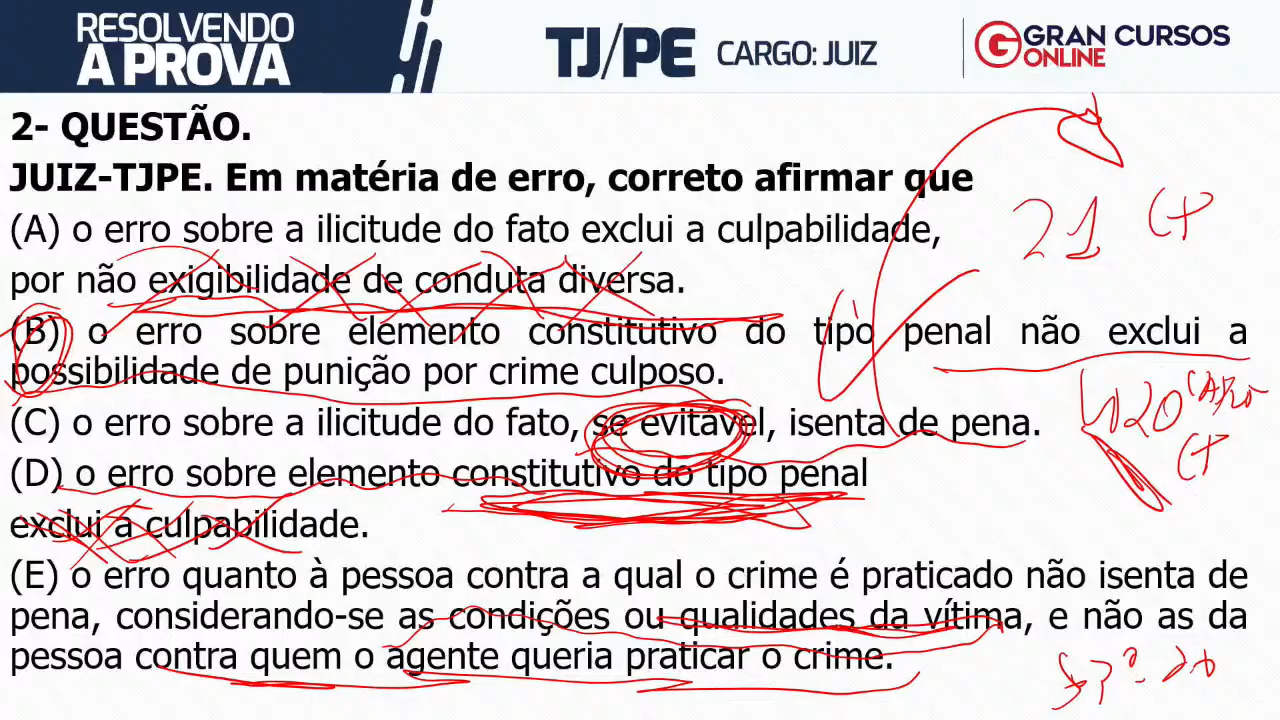 RESOLVENDO
A PROVA
TJ/PE CARGO: JUIZ
GRAN CURSOS
ONLINE
2- QUESTÃO.
JUIZ-TJPE. Em matéria de erro, correto afirmar que
(A) o erro sobre a ilicitude do fato exclui a culpabilidade,
por não exigibilidade de conduta diversa.
(B) o erro sobre elemento constitutivo do tipo penal não exclui a
possibilidade de punição por crime culposo.
(C) o erro sobre a ilicitude do fato, se evitável, isenta de pena.
(D) o erro sobre elemento constitutivo do tipo penal
exclui a culpabilidade.
(E) o erro quanto à pessoa contra a qual o crime é praticado não isenta de
pena, considerando-se as condições ou qualidades da vítima, e não as da
pessoa contra quem o agente queria praticar o crime.
21
20